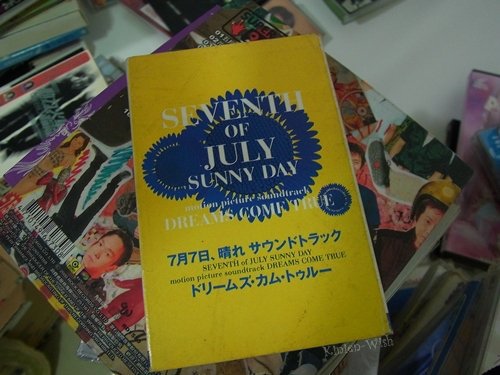 SEVENTH
OF
JULY
SUNNY DAY
motion picture soundtrack
DREAMS COME TRUE
7月7日、晴れ サウンドトラック
SEVENTH of JULY SUNNY DAY
motion picture soundtrack DREAMS COME TRUE
ドリームズ・カム・トゥルー
Kinlen-Wish